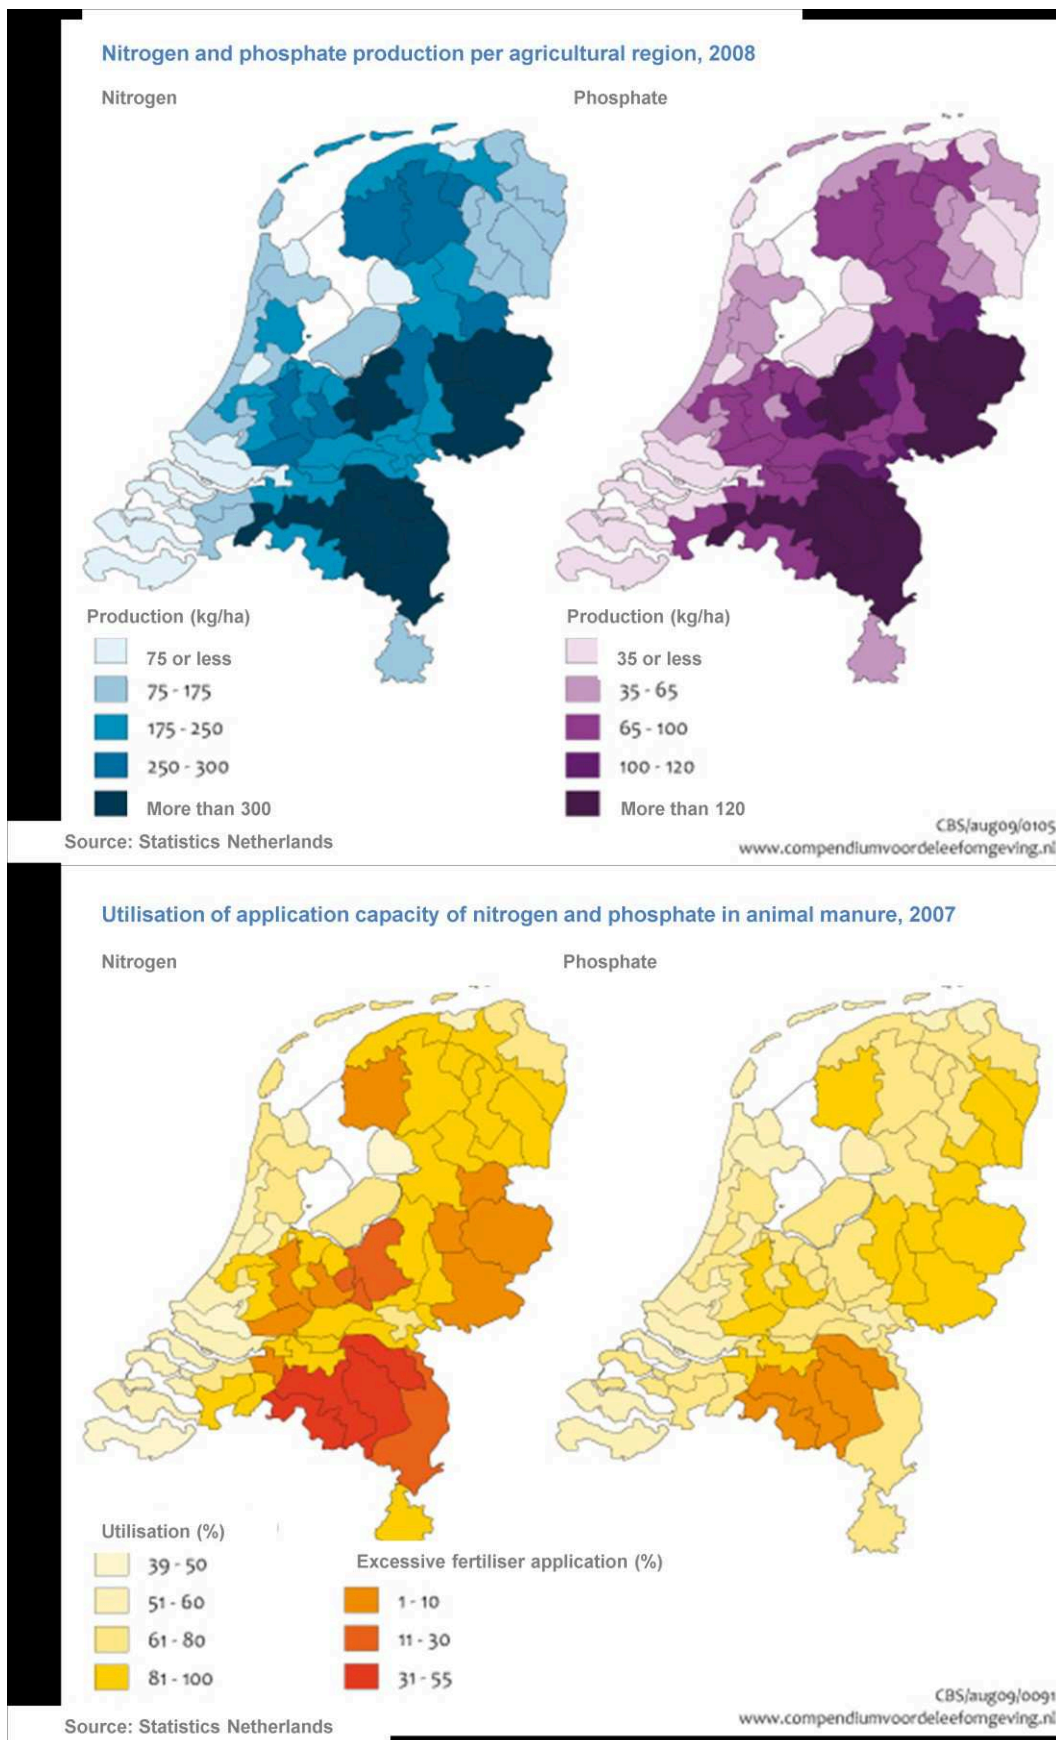 Nitrogen and phosphate production per agricultural region, 2008
Nitrogen
Phosphate
Production (kg/ha)
75 or less
75 - 175
175 - 250
250 - 300
More than 300
Production (kg/ha)
35 or less
35 - 65
65 - 100
100 - 120
More than 120
Source: Statistics Netherlands
CBS/aug09/0105
www.compendiumvoordeleefomgeving.nl
Utilisation of application capacity of nitrogen and phosphate in animal manure, 2007
Nitrogen
Phosphate
Utilisation (%)
39 - 50
51 - 60
61 - 80
81 - 100
Excessive fertiliser application (%)
1 - 10
11 - 30
31 - 55
Source: Statistics Netherlands
CBS/aug09/0091
www.compendiumvoordeleefomgeving.nl